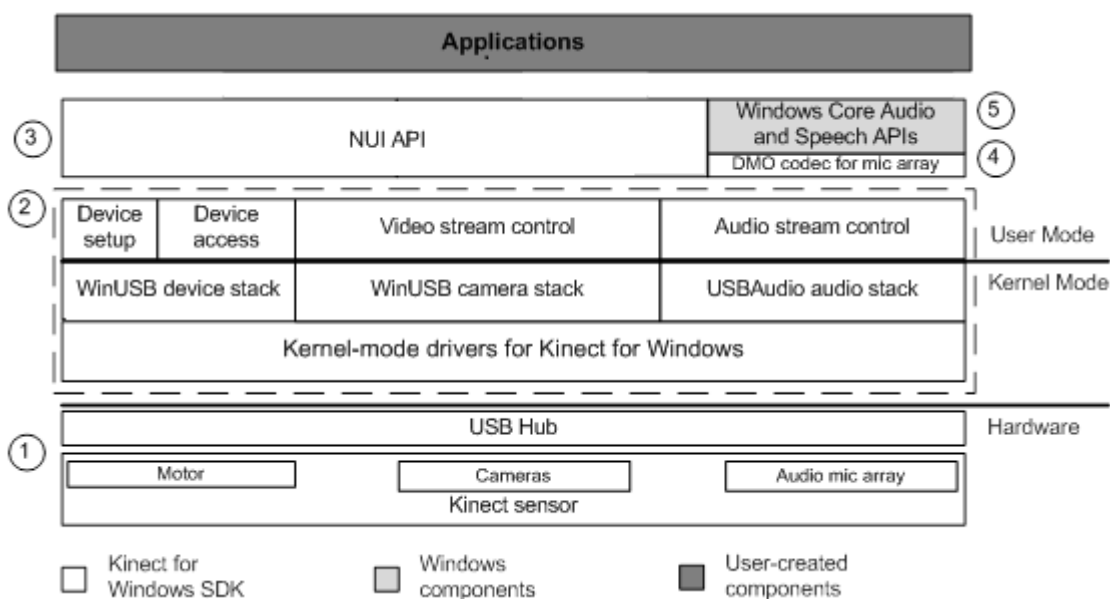 Applications
③
NUI API
Windows Core Audio
and Speech APIs
⑤
DMO codec for mic array
④
②
Device
setup
Device
access
Video stream control
Audio stream control
User Mode
WinUSB device stack
WinUSB camera stack
USBAudio audio stack
Kernel Mode
Kernel-mode drivers for Kinect for Windows
USB Hub
Hardware
①
Motor
Cameras
Audio mic array
Kinect sensor
Kinect for
Windows SDK
Windows
components
User-created
components